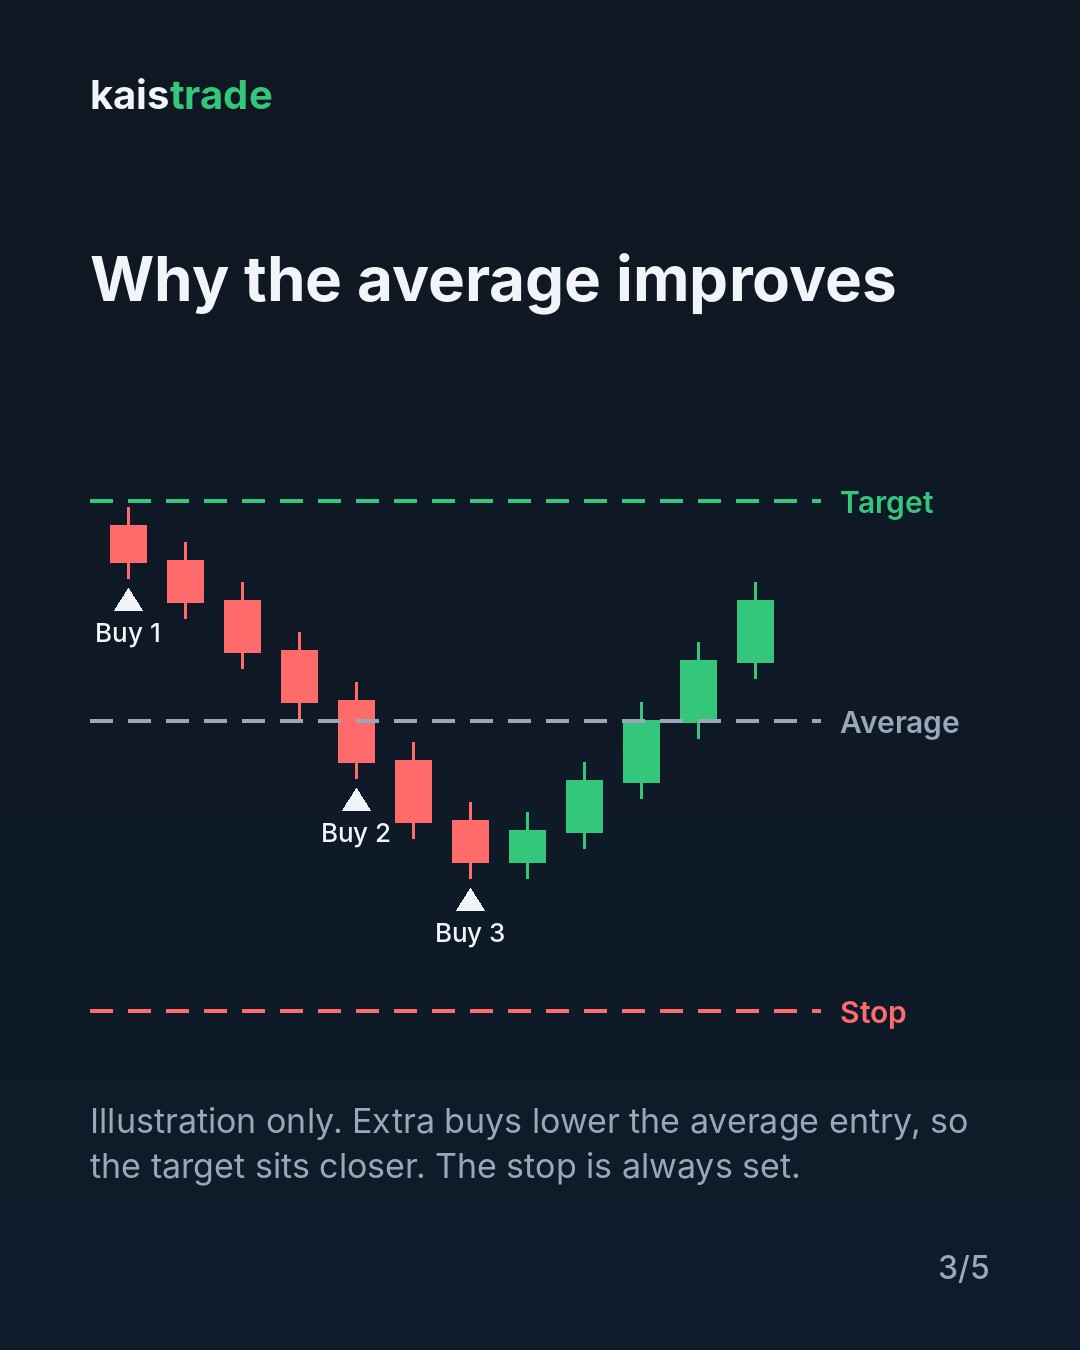 kaistrade
Why the average improves
Target
Buy 1
Average
Buy 2
Buy 3
Stop
Illustration only. Extra buys lower the average entry, so
the target sits closer. The stop is always set.
3/5